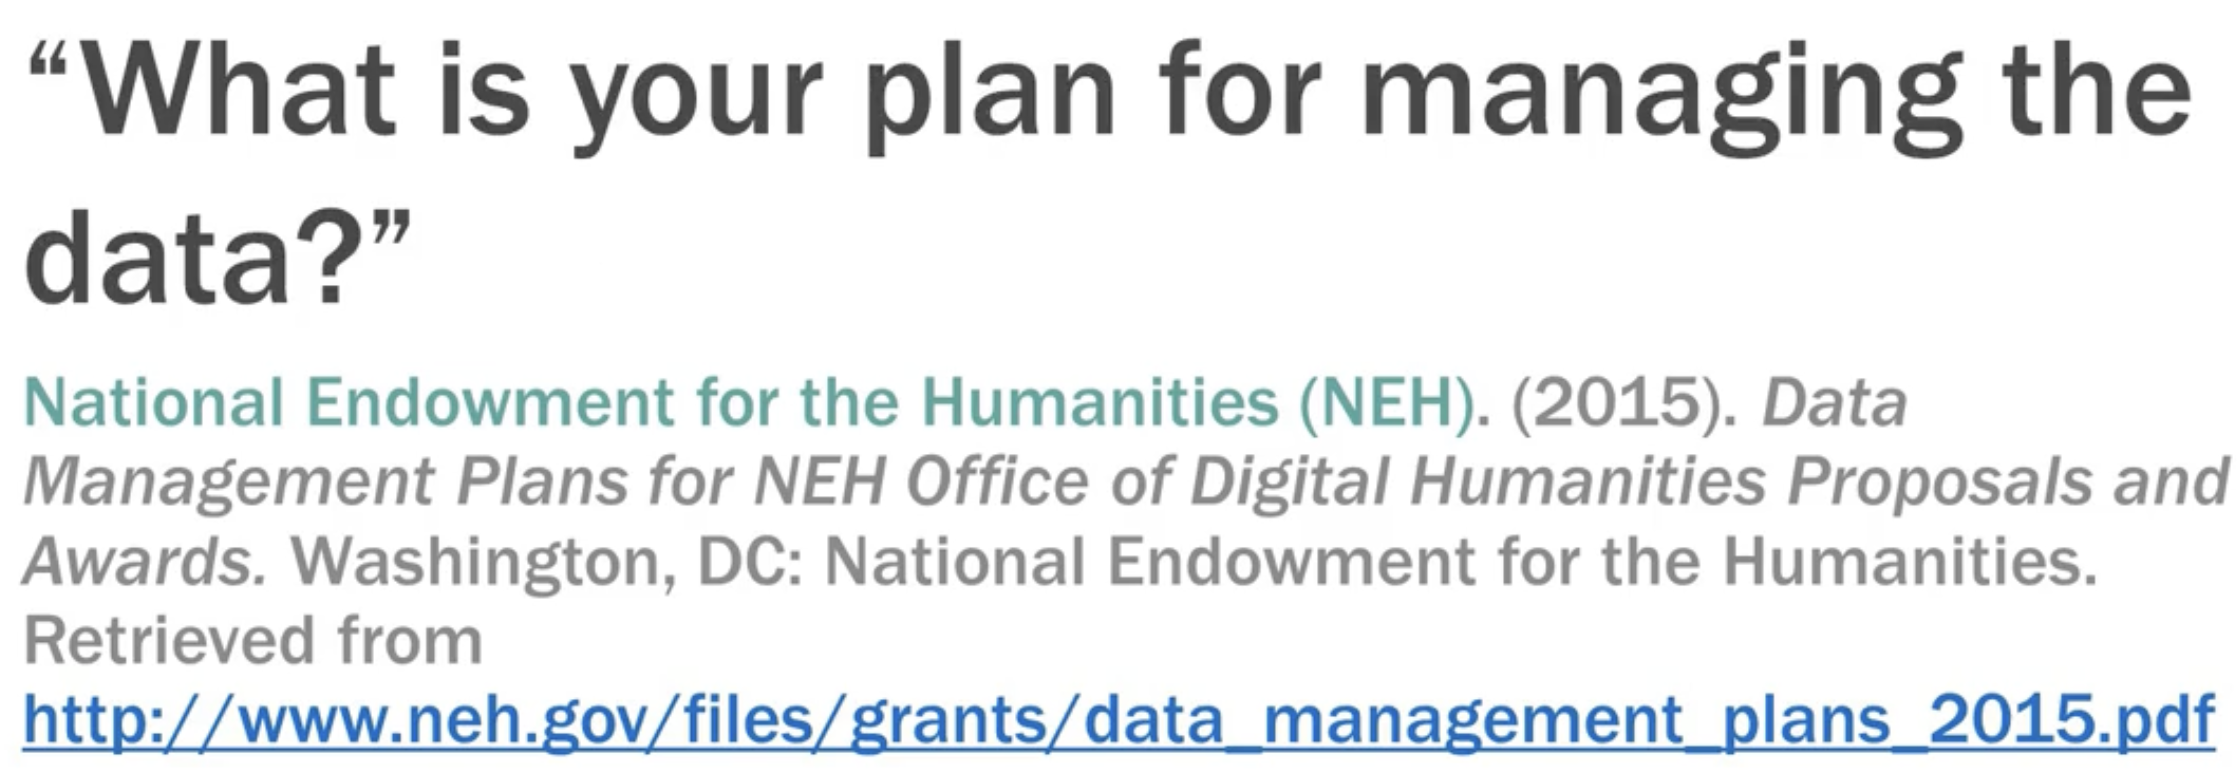 “What is your plan for managing the
data?”
National Endowment for the Humanities (NEH). (2015). Data
Management Plans for NEH Office of Digital Humanities Proposals and
Awards. Washington, DC: National Endowment for the Humanities.
Retrieved from
http://www.neh.gov/files/grants/data_management_plans_2015.pdf